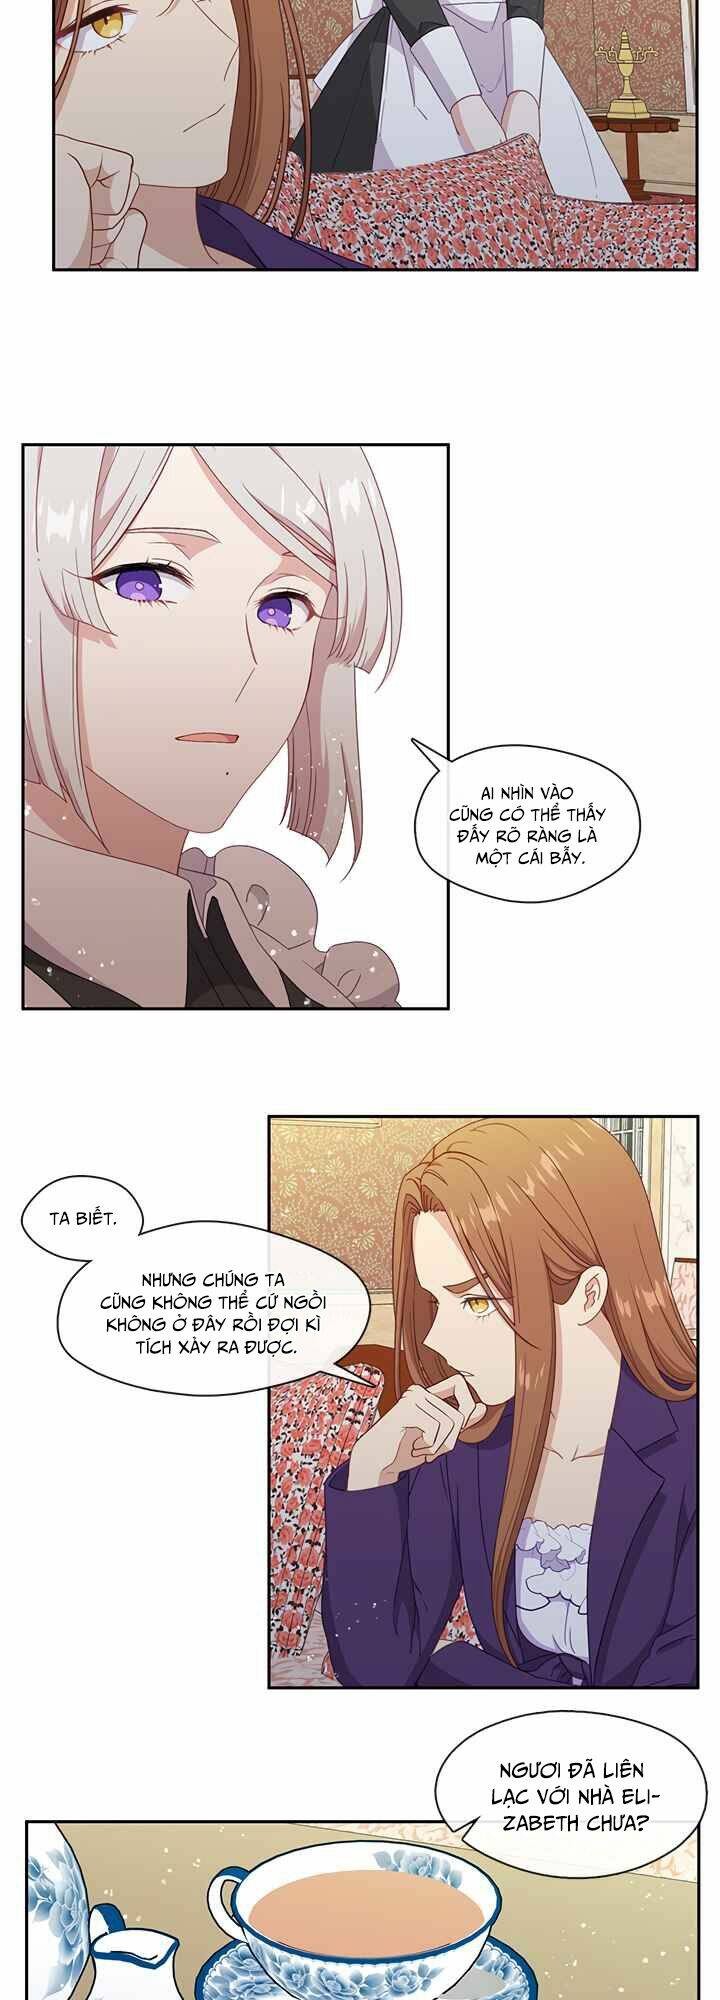 AI NHÌN VÀO
CŨNG CÓ THỂ THẤY
ĐẤY RÕ RÀNG LÀ
MỘT CÁI BẪY.
TA BIẾT.
NHƯNG CHÚNG TA
CŨNG KHÔNG THỂ CỨ NGỒI
KHÔNG Ở ĐÂY RỒI ĐỢI KÌ
TÍCH XẢY RA ĐƯỢC.
NGƯƠI ĐÃ LIÊN
LẠC VỚI NHÀ ELI-
ZABETH CHƯA?